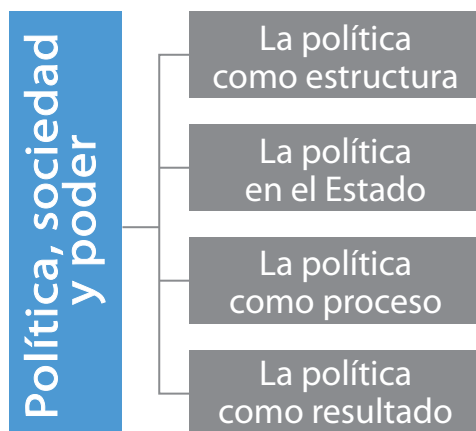 Política, sociedad
y poder
La política
como estructura
La política
en el Estado
La política
como proceso
La política
como resultado